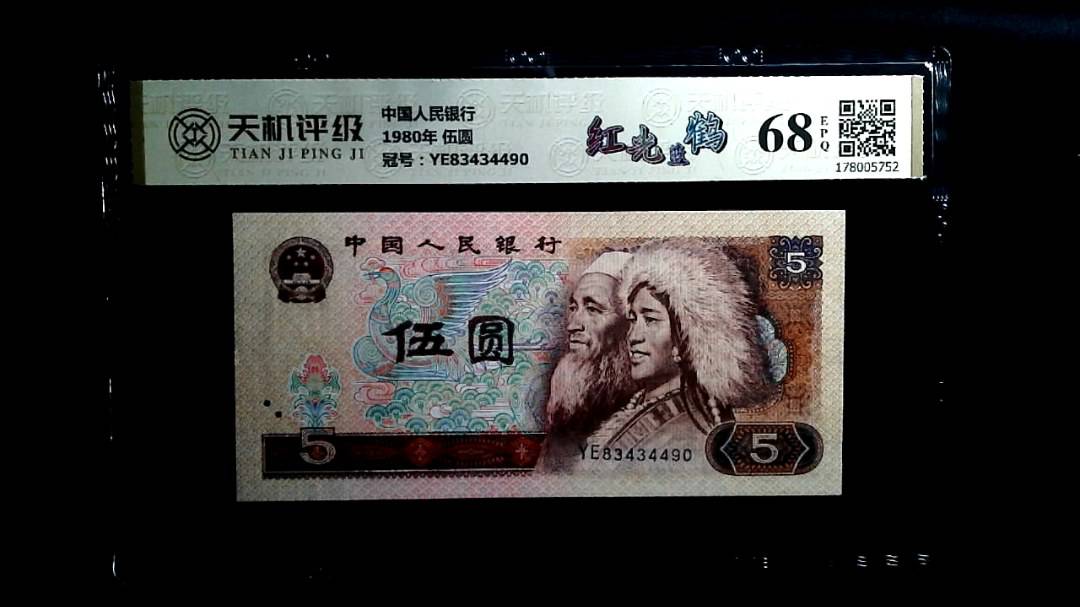 天机评级
TIAN JI PING JI
中国人民银行
1980年 伍圆
冠号：YE83434490
红光蓝鹤
68
EPQ
178005752
中国人民银行
5
伍圆
5
YE83434490
5